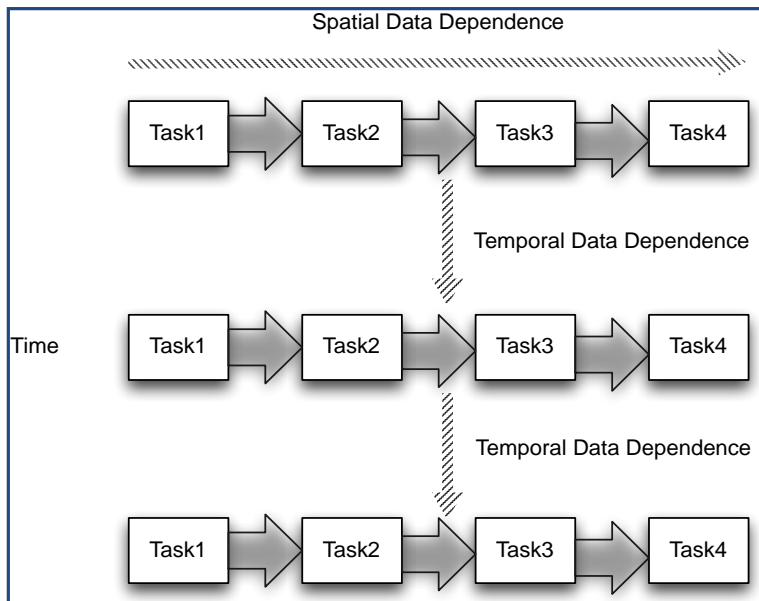 Spatial Data Dependence
Task1 Task2 Task3 Task4
Temporal Data Dependence
Time
Task1 Task2 Task3 Task4
Temporal Data Dependence
Task1 Task2 Task3 Task4